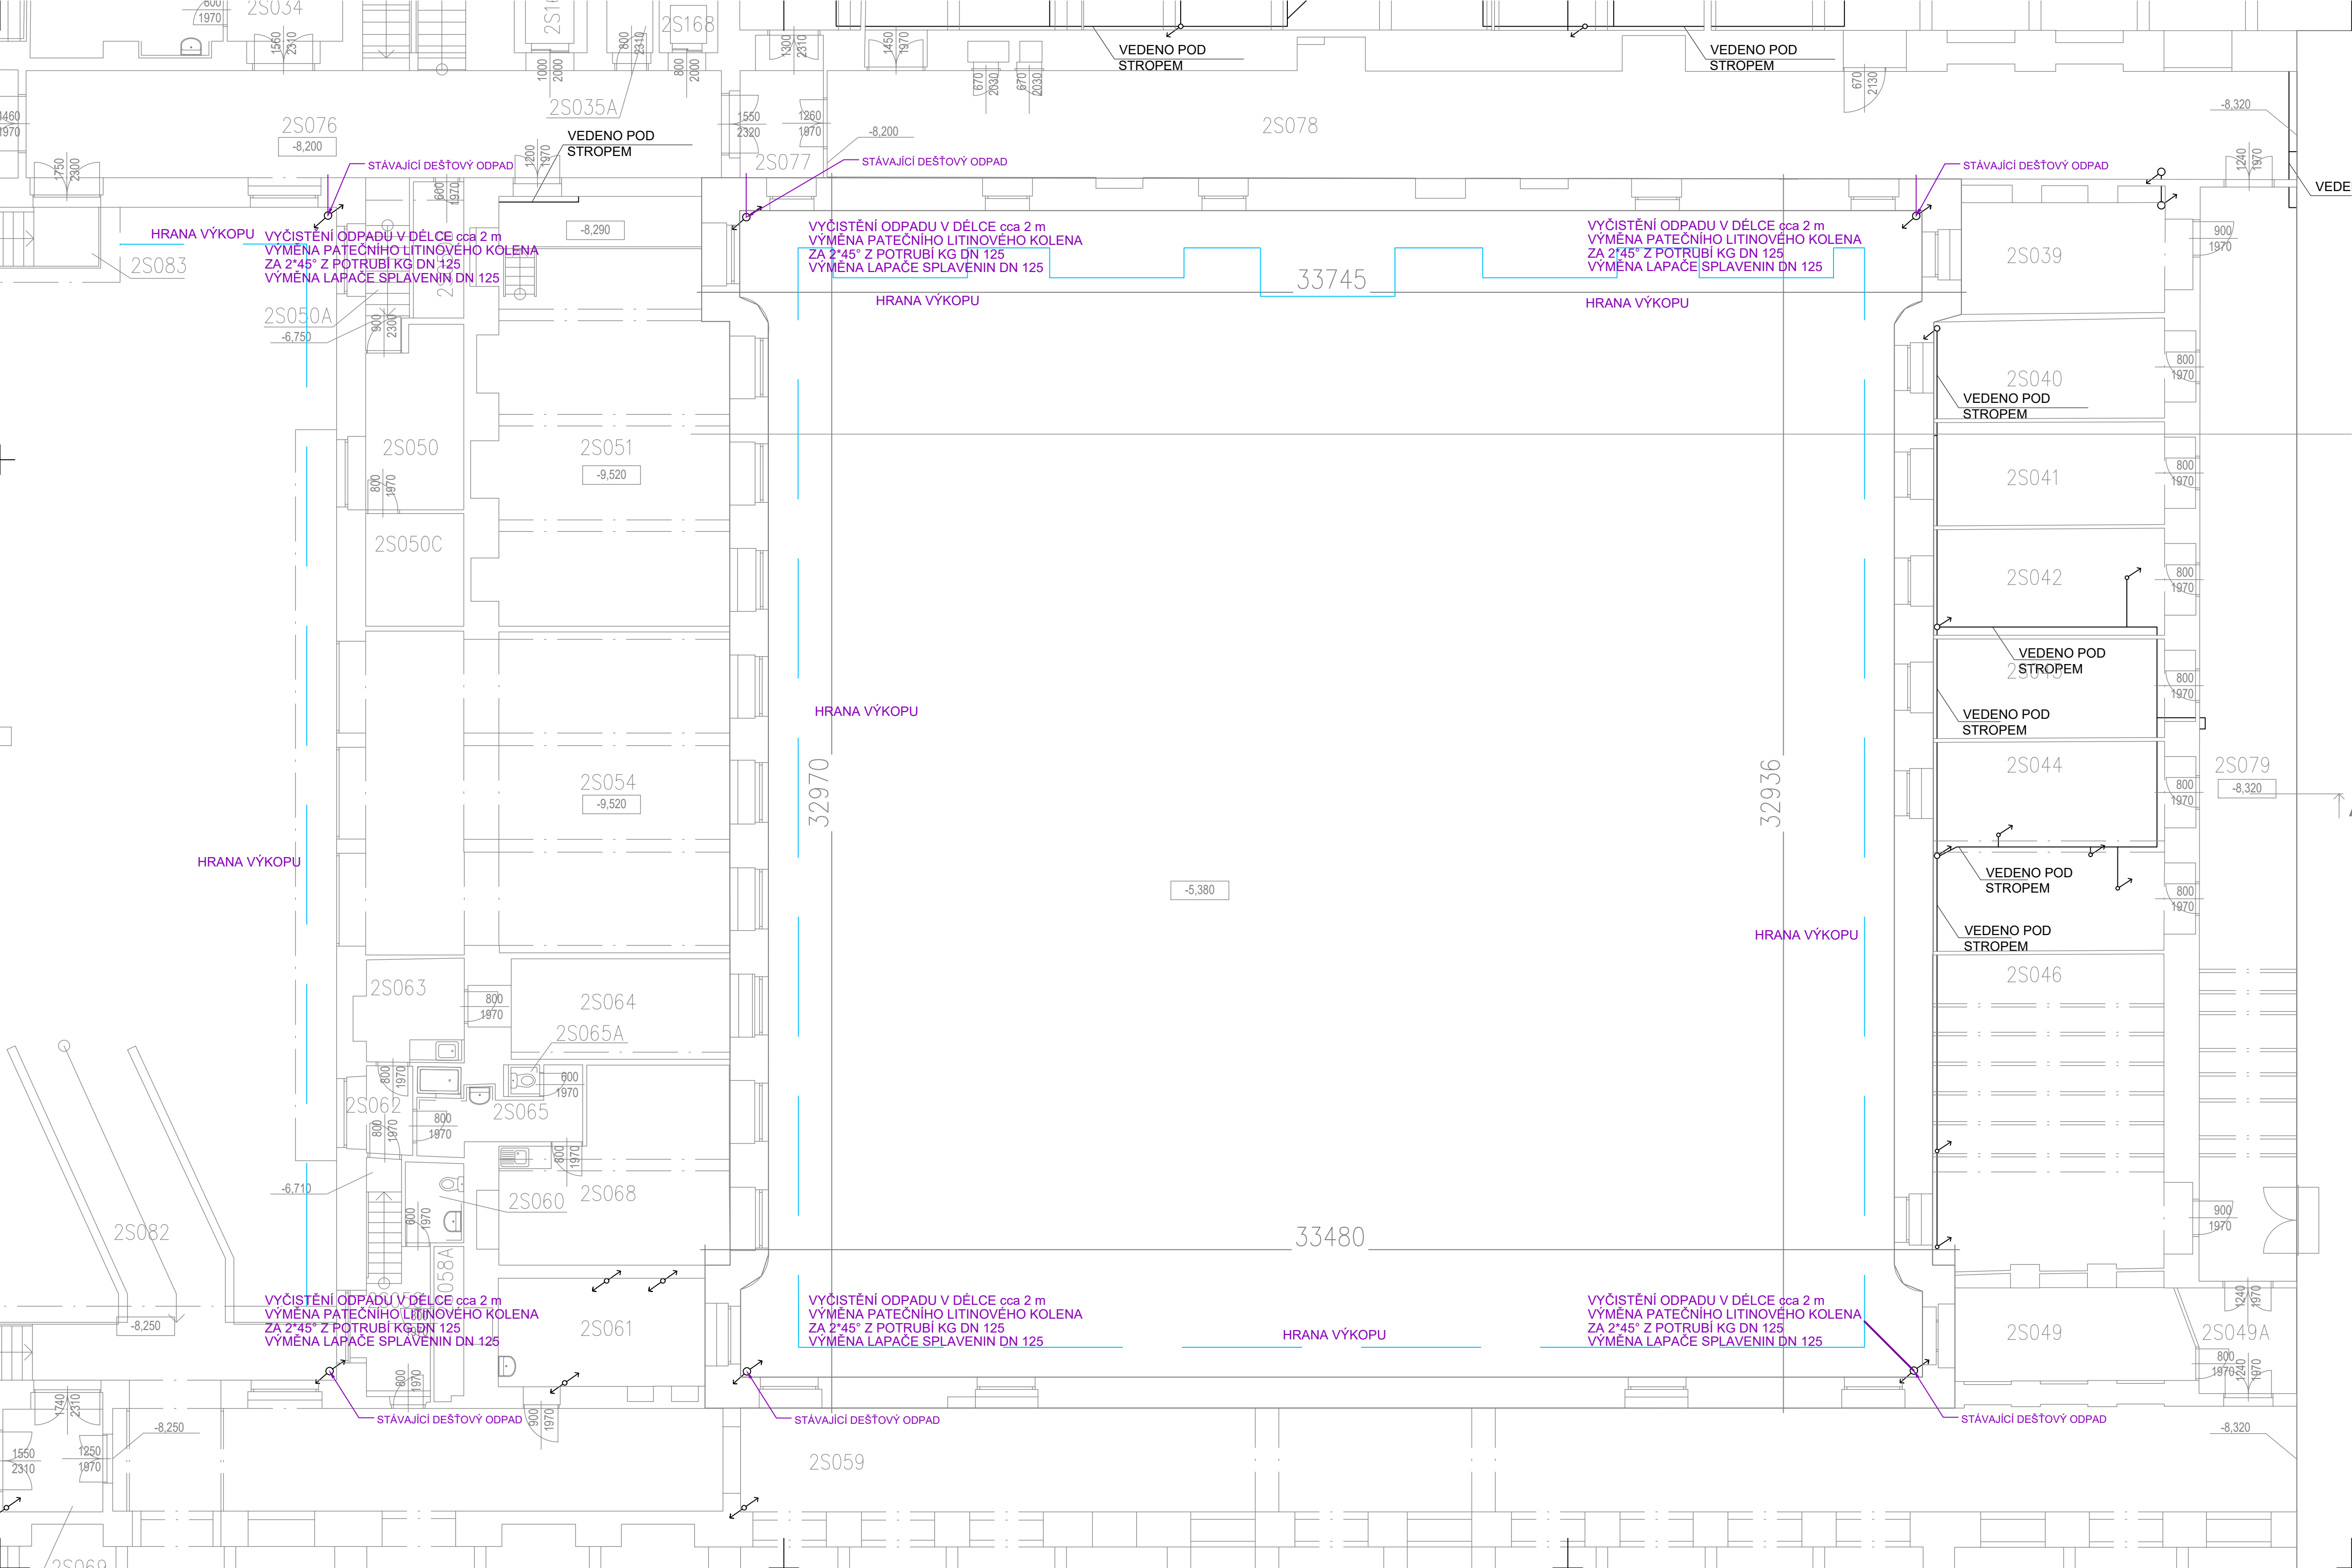 800
1970
2S034
1560
2310
2S035A
1000
2000
800
2310
2S168
800
2000
1300
2310
1450
1970
670
2030
670
2030
VEDENO POD
STROPEM
VEDENO POD
STROPEM
670
2130
-8,320
1970
2S076
-8,200
VEDENO POD
STROPEM
1550
2320
1260
1970
-8,200
2S078
2S077
1750
2300
1200
1970
600
1970
STÁVAJÍCÍ DEŠŤOVÝ ODPAD
STÁVAJÍCÍ DEŠŤOVÝ ODPAD
STÁVAJÍCÍ DEŠŤOVÝ ODPAD
1240
1970
HRANA VÝKOPU
VYČISTĚNÍ ODPADU V DÉLCE cca 2 m
VÝMĚNA PATEČNÍHO LITINOVÉHO KOLENA
ZA 2*45° Z POTRUBÍ KG DN 125
VÝMĚNA LAPAČE SPLAVENIN DN 125
-8,290
VYČISTĚNÍ ODPADU V DÉLCE cca 2 m
VÝMĚNA PATEČNÍHO LITINOVÉHO KOLENA
ZA 2*45° Z POTRUBÍ KG DN 125
VÝMĚNA LAPAČE SPLAVENIN DN 125
VYČISTĚNÍ ODPADU V DÉLCE cca 2 m
VÝMĚNA PATEČNÍHO LITINOVÉHO KOLENA
ZA 2*45° Z POTRUBÍ KG DN 125
VÝMĚNA LAPAČE SPLAVENIN DN 125
2S039
900
1970
2S083
33745
HRANA VÝKOPU
HRANA VÝKOPU
2S050A
-6,750
900
2300
2S040
800
1970
VEDENO POD
STROPEM
2S050
2S051
-9,520
800
1970
2S041
800
1970
2S050C
2S042
800
1970
VEDENO POD
STROPEM
800
1970
HRANA VÝKOPU
VEDENO POD
STROPEM
2S054
-9,520
32970
32936
2S044
800
1970
2S079
-8,320
HRANA VÝKOPU
-5,380
VEDENO POD
STROPEM
800
1970
HRANA VÝKOPU
VEDENO POD
STROPEM
2S063
2S064
2S046
800
1970
2S065A
800
1970
600
1970
2S062
2S065
800
1970
800
1970
800
1970
-6,710
2S060
2S068
600
1970
900
1970
2S082
33480
-8,250
2S058A
VYČISTĚNÍ ODPADU V DÉLCE cca 2 m
VÝMĚNA PATEČNÍHO LITINOVÉHO KOLENA
ZA 2*45° Z POTRUBÍ KG DN 125
VÝMĚNA LAPAČE SPLAVENIN DN 125
2S061
VYČISTĚNÍ ODPADU V DÉLCE cca 2 m
VÝMĚNA PATEČNÍHO LITINOVÉHO KOLENA
ZA 2*45° Z POTRUBÍ KG DN 125
VÝMĚNA LAPAČE SPLAVENIN DN 125
HRANA VÝKOPU
VYČISTĚNÍ ODPADU V DÉLCE cca 2 m
VÝMĚNA PATEČNÍHO LITINOVÉHO KOLENA
ZA 2*45° Z POTRUBÍ KG DN 125
VÝMĚNA LAPAČE SPLAVENIN DN 125
2S049
1240
1970
2S049A
800
1970
1240
1970
1740
2310
800
1970
STÁVAJÍCÍ DEŠŤOVÝ ODPAD
900
1970
STÁVAJÍCÍ DEŠŤOVÝ ODPAD
STÁVAJÍCÍ DEŠŤOVÝ ODPAD
-8,250
-8,320
1550
2310
1250
1970
2S059
2S069